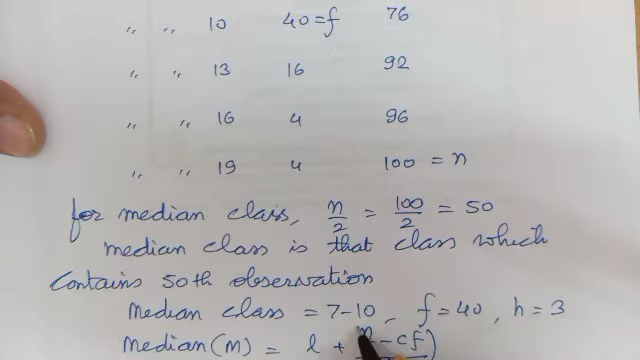 " " 10 40=f 76
" " 13 16 92
" " 16 4 96
" " 19 4 100 = n
for median class, n/2 = 100/2 = 50
median class is that class which
Contains 50th observation
Median class = 7-10, f=40, h=3
Median(M) = l + n - cf